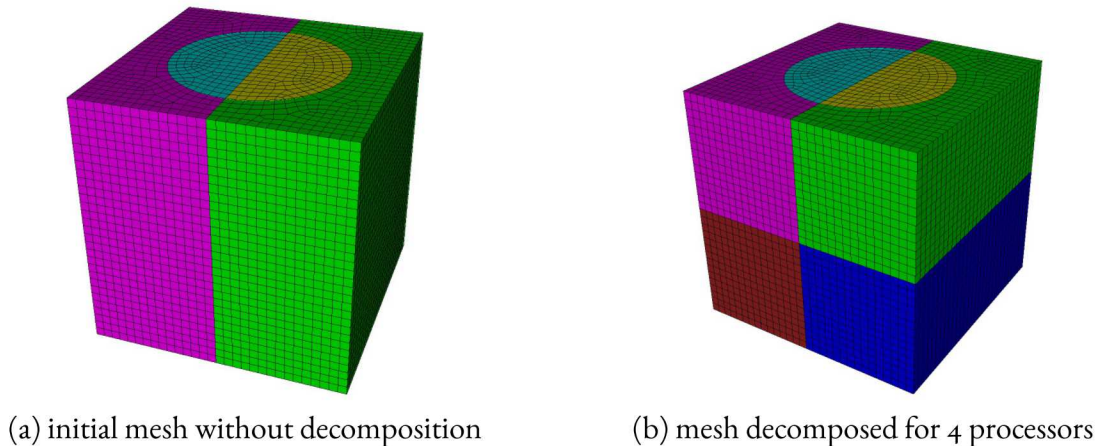 (a) initial mesh without decomposition
(b) mesh decomposed for 4 processors